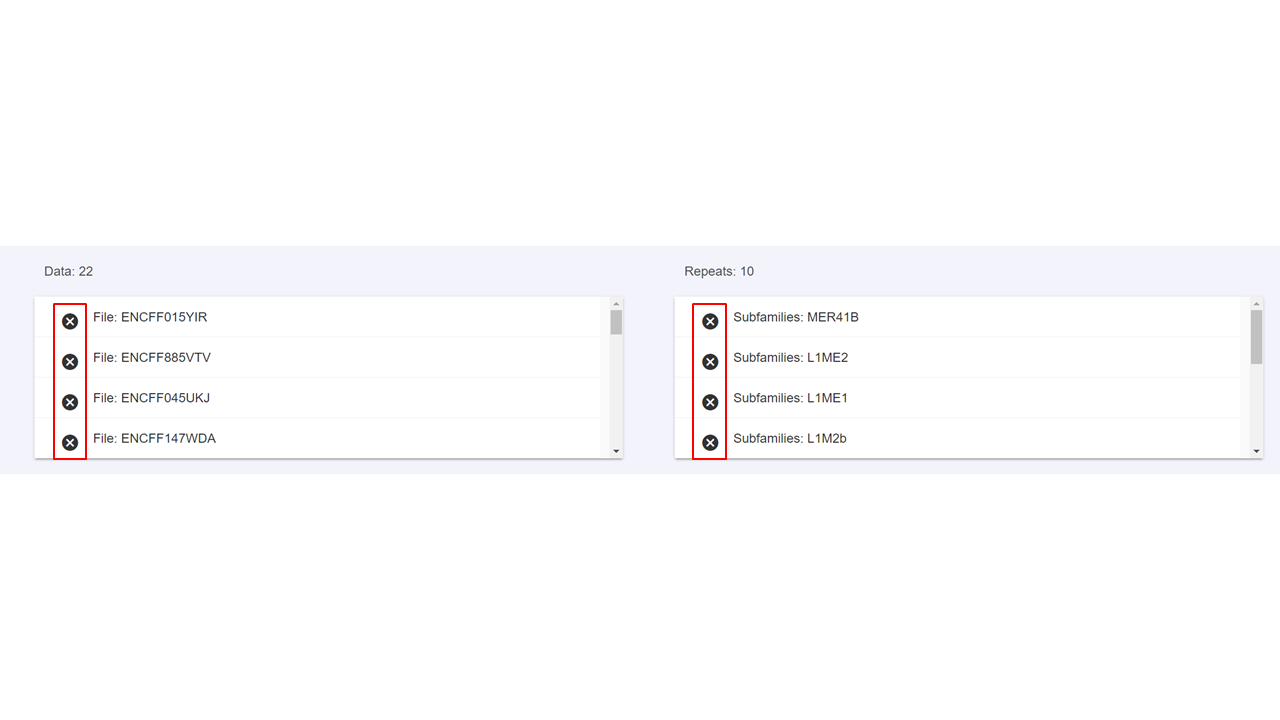 Data: 22
File: ENCFF015YIR
File: ENCFF885VTV
File: ENCFF045UKJ
File: ENCFF147WDA
Repeats: 10
Subfamilies: MER41B
Subfamilies: L1ME2
Subfamilies: L1ME1
Subfamilies: L1M2b